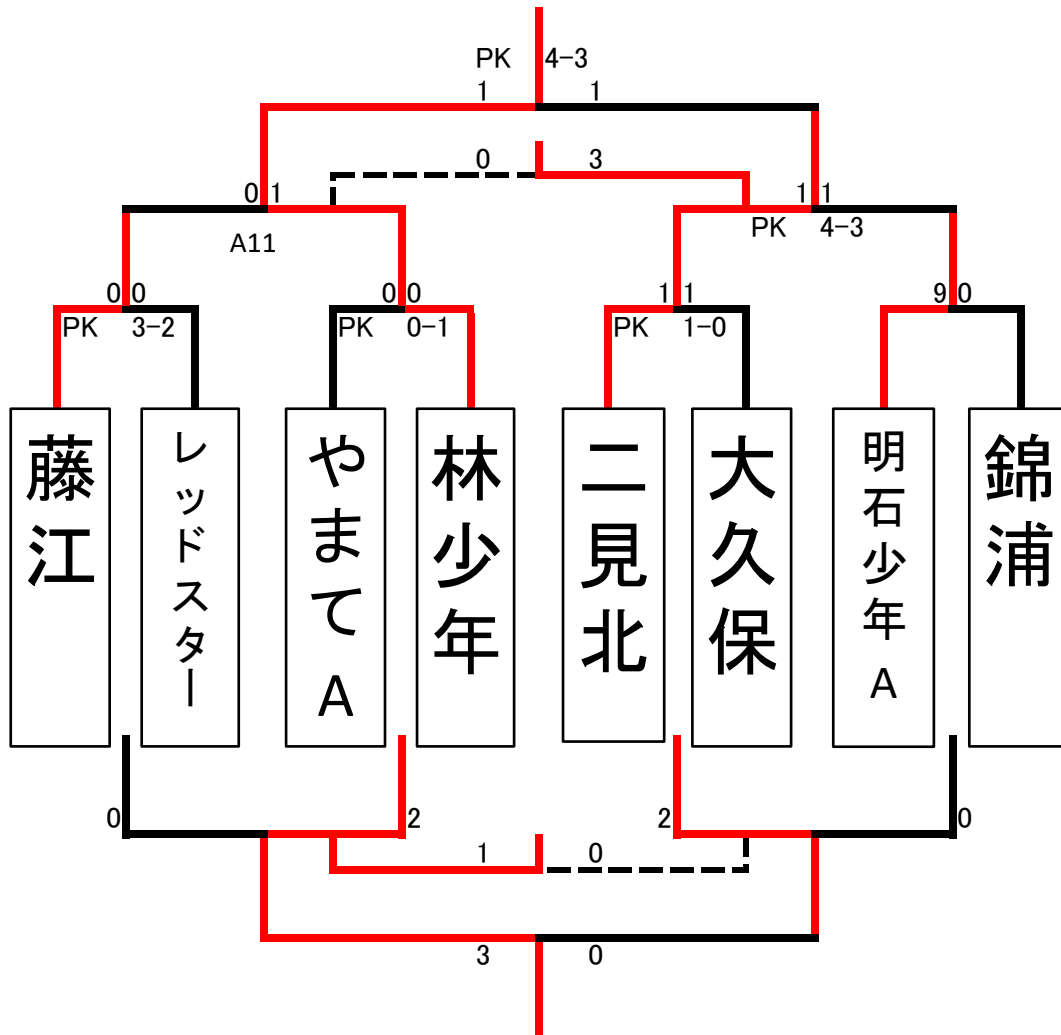 PK 4-3
1 1
0 3
0 1
1 1
A11
PK 4-3
0 0
0 0
1 1
9 0
PK 3-2
PK 0-1
PK 1-0
藤江
レッドスター
やまてA
林少年
二見北
大久保
明石少年A
錦浦
0 2
2 0
1 0
3 0